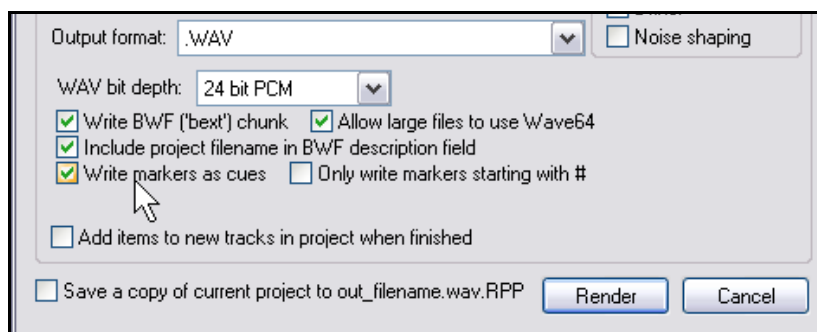 Output format: .WAV
Noise shaping
WAV bit depth: 24 bit PCM
Write BWF ('bext') chunk Allow large files to use Wave64
Include project filename in BWF description field
Write markers as cues Only write markers starting with #
Add items to new tracks in project when finished
Save a copy of current project to out_filename.wav.RPP Render Cancel